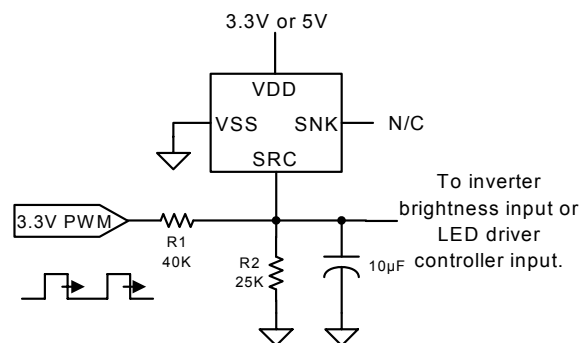 3.3V or 5V
VDD
VSS
SNK
N/C
SRC
To inverter
brightness input or
LED driver
controller input.
3.3V PWM
R1
40K
R2
25K
10µF